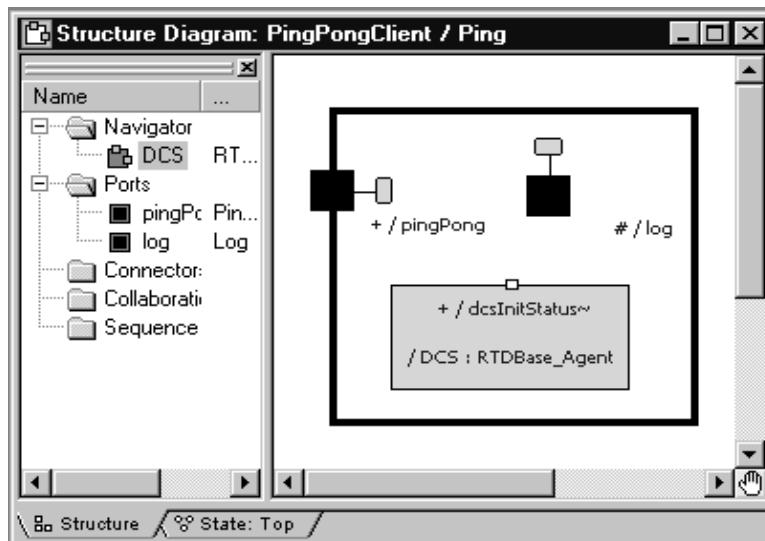 Structure Diagram: PingPongClient / Ping
Name ...
Navigator
DCS RT...
Ports
pingPc Pin...
log Log
Connector:
Collaborati
Sequence
+ / pingPong
# / log
+ / dcsInitStatus~
/ DCS : RTDBase_Agent
Structure State: Top